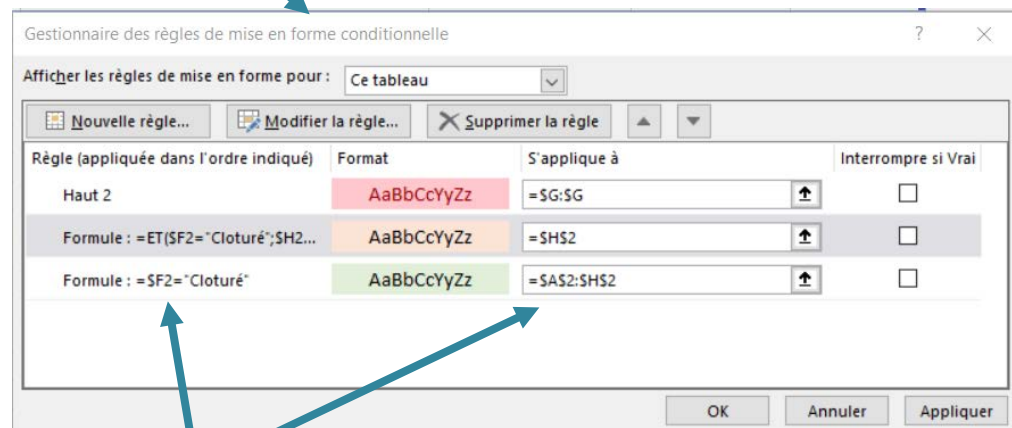 Gestionnaire des règles de mise en forme conditionnelle ?
Afficher les règles de mise en forme pour : Ce tableau
Nouvelle règle... Modifier la règle... Supprimer la règle
Règle (appliquée dans l'ordre indiqué) Format S'applique à Interrompre si Vrai
Haut 2 AaBbCcYyZz =$G:$G
Formule : =ET($F2="Cloturé";$H2... AaBbCcYyZz =$H$2
Formule : =$F2="Cloturé" AaBbCcYyZz =$A$2:$H$2
OK Annuler Appliquer